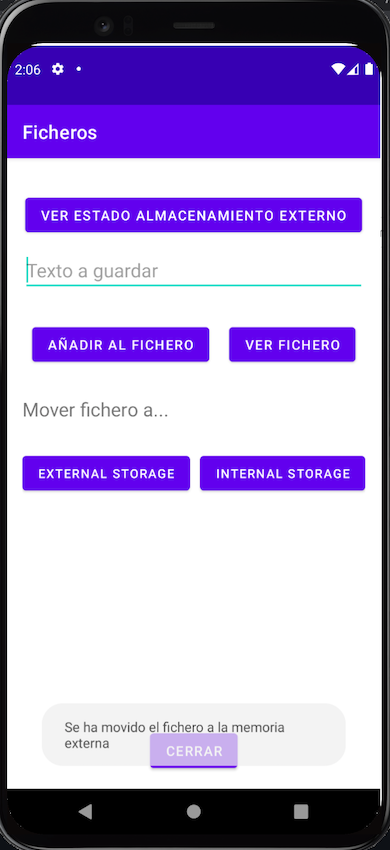 2:06
Ficheros
VER ESTADO ALMACENAMIENTO EXTERNO
Texto a guardar
AÑADIR AL FICHERO VER FICHERO
Mover fichero a...
EXTERNAL STORAGE INTERNAL STORAGE
Se ha movido el fichero a la memoria
externa
CERRAR